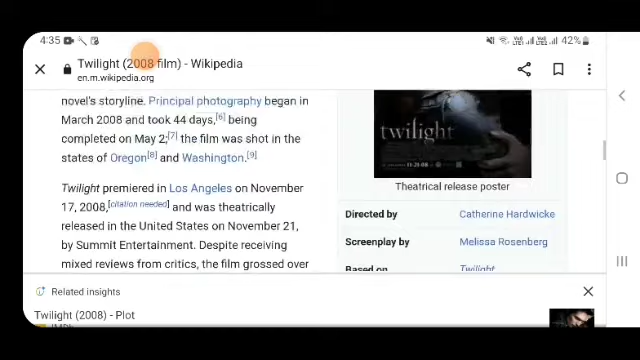 4:35
42%
Twilight (2008 film) - Wikipedia
en.m.wikipedia.org
novel's storyline. Principal photography began in
March 2008 and took 44 days,[6] being
completed on May 2;[7] the film was shot in the
states of Oregon[8] and Washington.[9]
Twilight premiered in Los Angeles on November
17, 2008,[citation needed] and was theatrically
released in the United States on November 21,
by Summit Entertainment. Despite receiving
mixed reviews from critics, the film grossed over
twilight
Theatrical release poster
Directed by Catherine Hardwicke
Screenplay by Melissa Rosenberg
Based on Twilight
Related insights
Twilight (2008) - Plot
IMDb